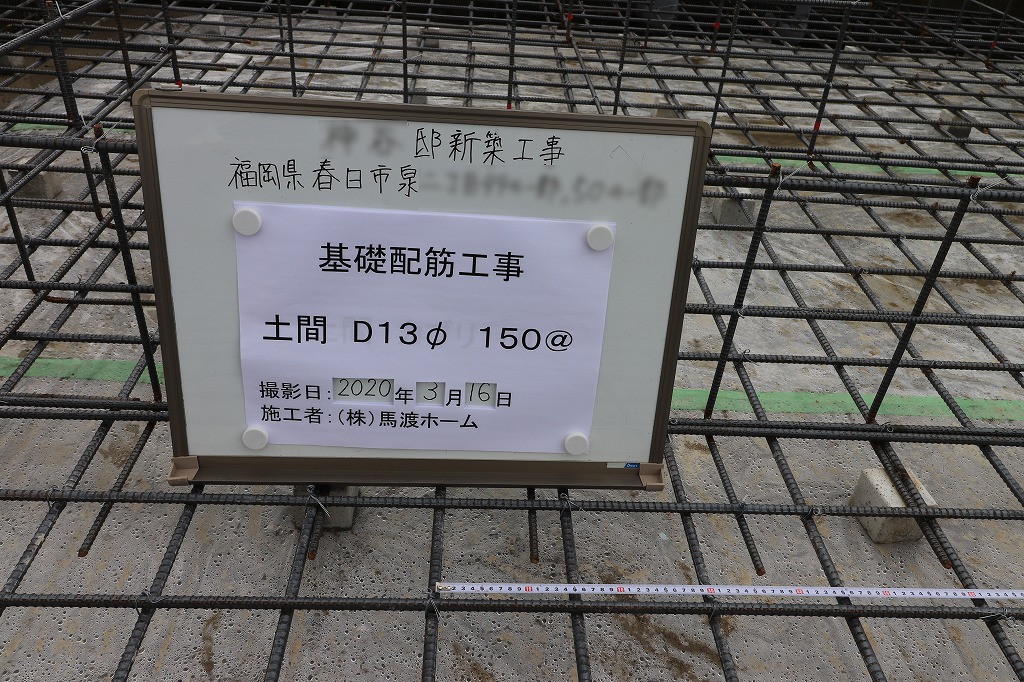 邸新築工事
福岡県春日市泉
基礎配筋工事
土間 D13φ 150@
撮影日:2020年3月16日
施工者:(株)馬渡ホーム